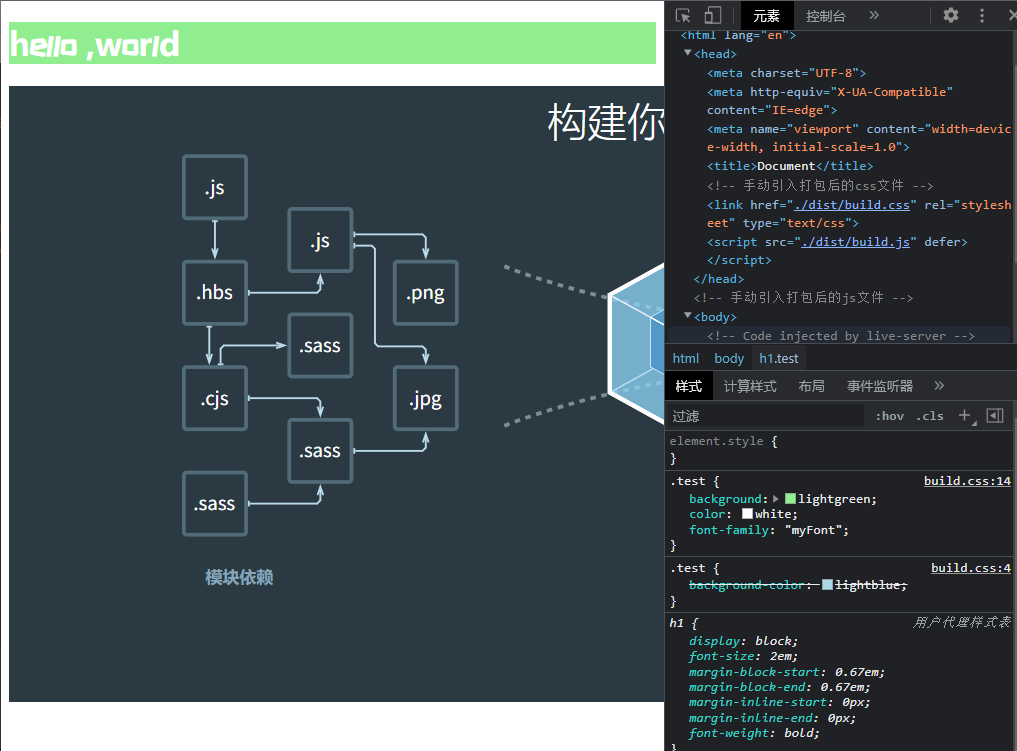 hello ,world
构建你
.js
.js
.hbs
.png
.sass
.cjs
.jpg
.sass
.sass
模块依赖
元素 控制台 »
<html lang="en">
<head>
<meta charset="UTF-8">
<meta http-equiv="X-UA-Compatible"
content="IE=edge">
<meta name="viewport" content="width=devic
e-width, initial-scale=1.0">
<title>Document</title>
<!-- 手动引入打包后的css文件 -->
<link href="./dist/build.css" rel="stylesh
eet" type="text/css">
<script src="./dist/build.js" defer>
</script>
</head>
<!-- 手动引入打包后的js文件 -->
<body>
<!-- Code injected by live-server -->
html body h1.test
样式 计算样式 布局 事件监听器 »
过滤 :hov .cls +
element.style {
}
.test { build.css:14
background: lightgreen;
color: white;
font-family: "myFont";
}
.test { build.css:4
background-color: lightblue;
}
h1 { 用户代理样式表
display: block;
font-size: 2em;
margin-block-start: 0.67em;
margin-block-end: 0.67em;
margin-inline-start: 0px;
margin-inline-end: 0px;
font-weight: bold;
}